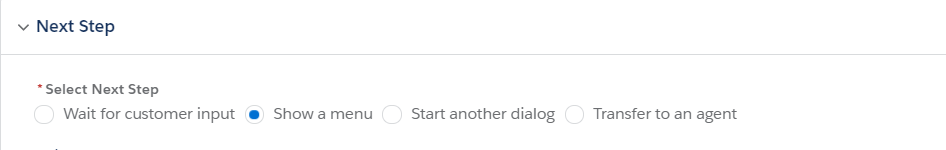 Next Step
* Select Next Step
Wait for customer input Show a menu Start another dialog Transfer to an agent